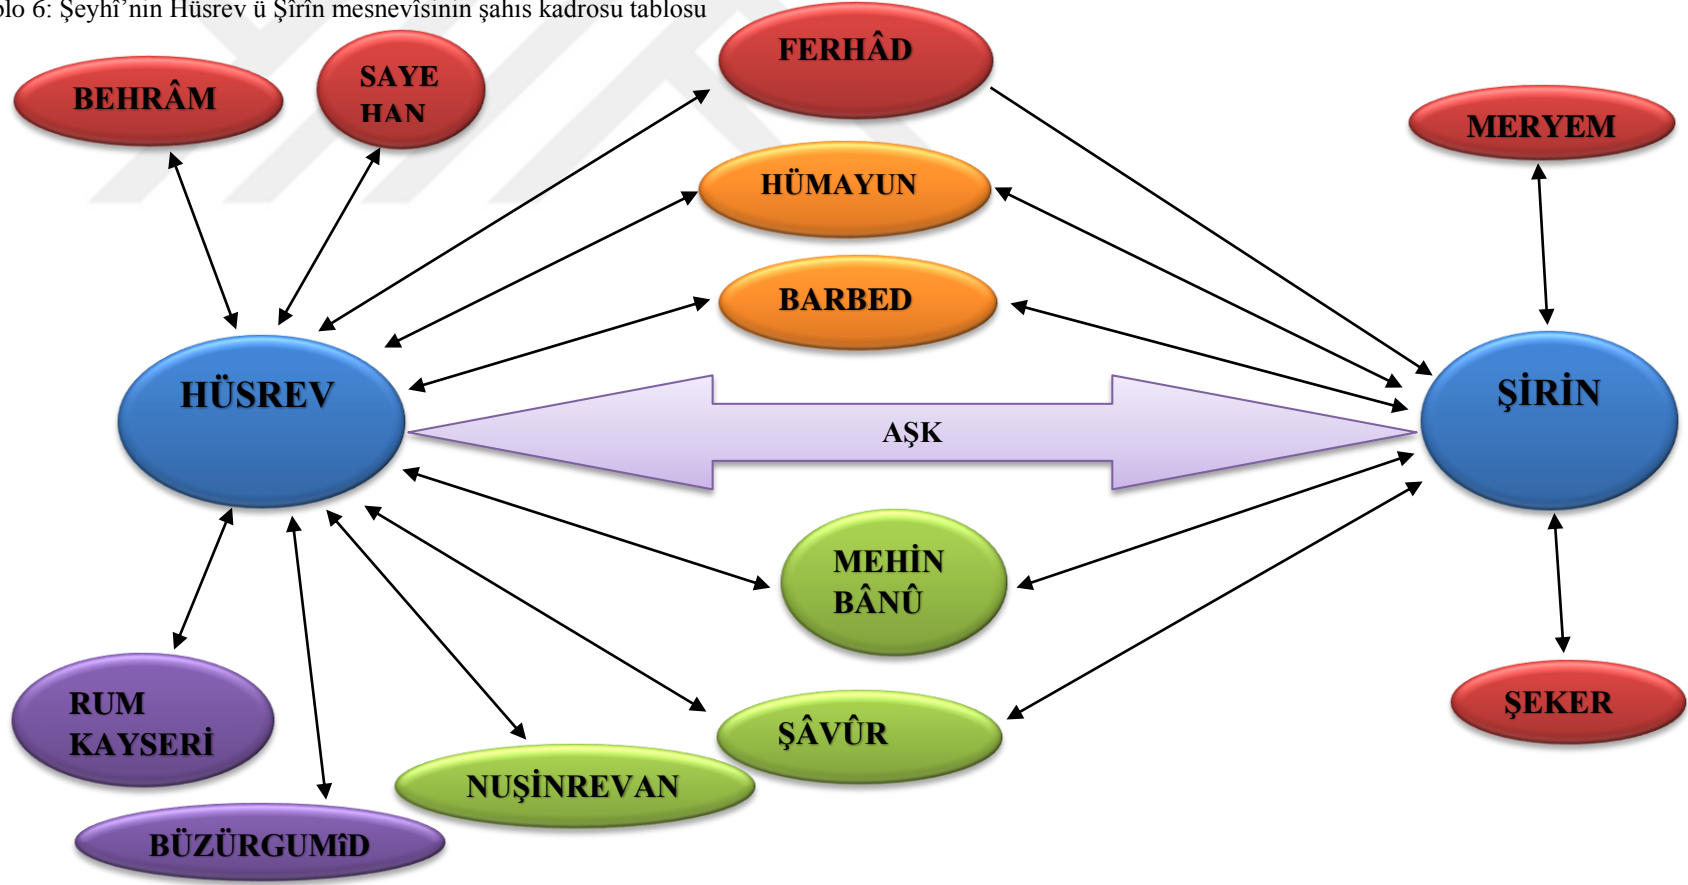 blo 6: Şeyhî’nin Hüsrev ü Şîrîn mesnevîsinin şahıs kadrosu tablosu
FERHÂD
SAYE
HAN
BEHRÂM
MERYEM
HÜMAYUN
BARBED
HÜSREV
ŞİRİN
AŞK
MEHİN
BÂNÛ
RUM
KAYSERİ
ŞÂVÛR
ŞEKER
NUŞİNREVAN
BÜZÜRGUMîD